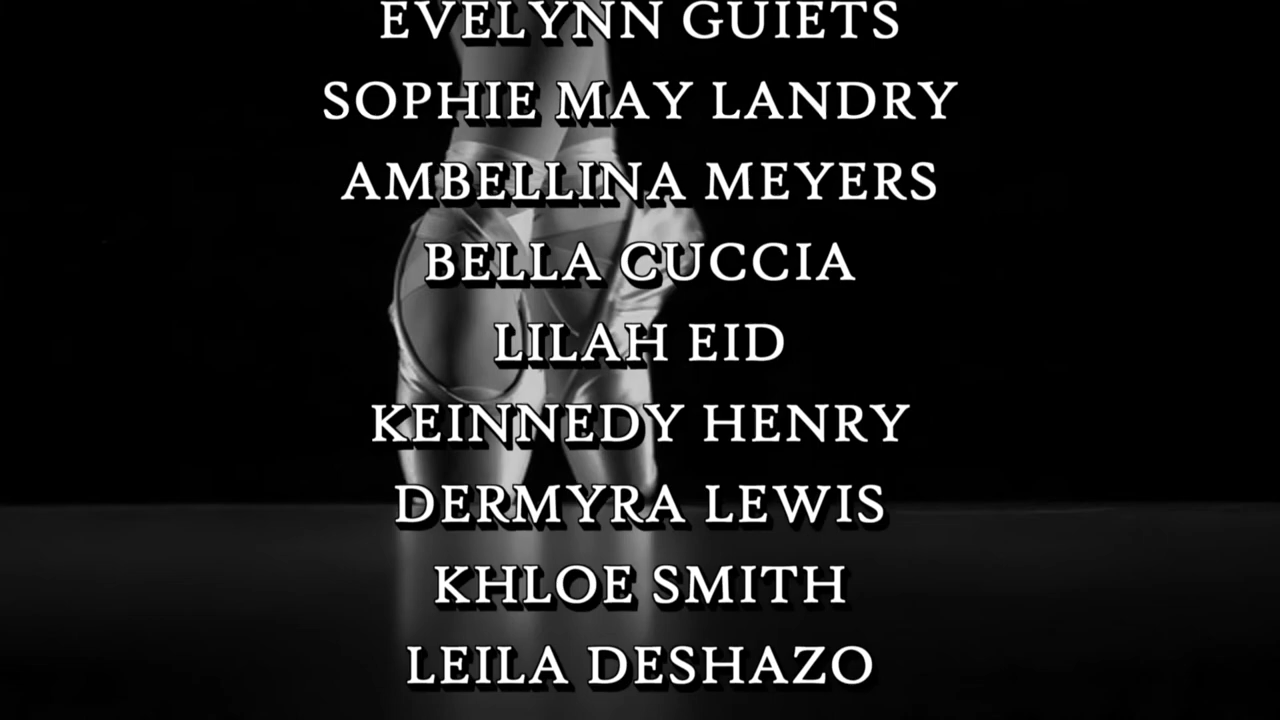 EVELYNN GUIETS
SOPHIE MAY LANDRY
AMBELLINA MEYERS
BELLA CUCCIA
LILAH EID
KEINNEDY HENRY
DERMYRA LEWIS
KHLOE SMITH
LEILA DESHAZO